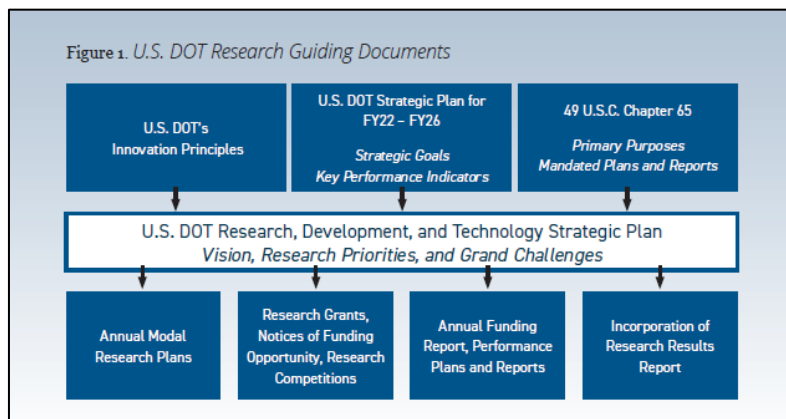 Figure 1. U.S. DOT Research Guiding Documents
U.S. DOT's
Innovation Principles
U.S. DOT Strategic Plan for
FY22 – FY26
Strategic Goals
Key Performance Indicators
49 U.S.C. Chapter 65
Primary Purposes
Mandated Plans and Reports
U.S. DOT Research, Development, and Technology Strategic Plan
Vision, Research Priorities, and Grand Challenges
Annual Modal
Research Plans
Research Grants,
Notices of Funding
Opportunity, Research
Competitions
Annual Funding
Report, Performance
Plans and Reports
Incorporation of
Research Results
Report